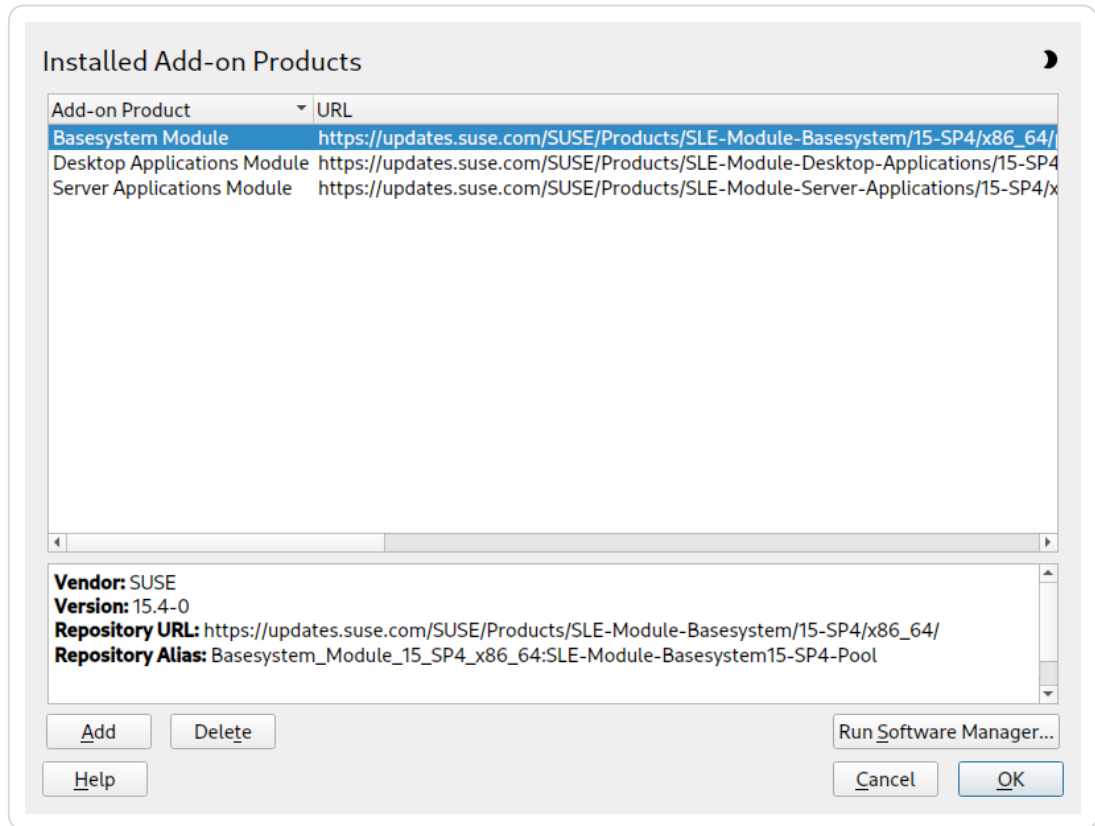 Installed Add-on Products
Add-on Product URL
Basesystem Module https://updates.suse.com/SUSE/Products/SLE-Module-Basesystem/15-SP4/x86_64/
Desktop Applications Module https://updates.suse.com/SUSE/Products/SLE-Module-Desktop-Applications/15-SP4
Server Applications Module https://updates.suse.com/SUSE/Products/SLE-Module-Server-Applications/15-SP4/x
Vendor: SUSE
Version: 15.4-0
Repository URL: https://updates.suse.com/SUSE/Products/SLE-Module-Basesystem/15-SP4/x86_64/
Repository Alias: Basesystem_Module_15_SP4_x86_64:SLE-Module-Basesystem15-SP4-Pool
Add Delete Run Software Manager...
Help Cancel OK